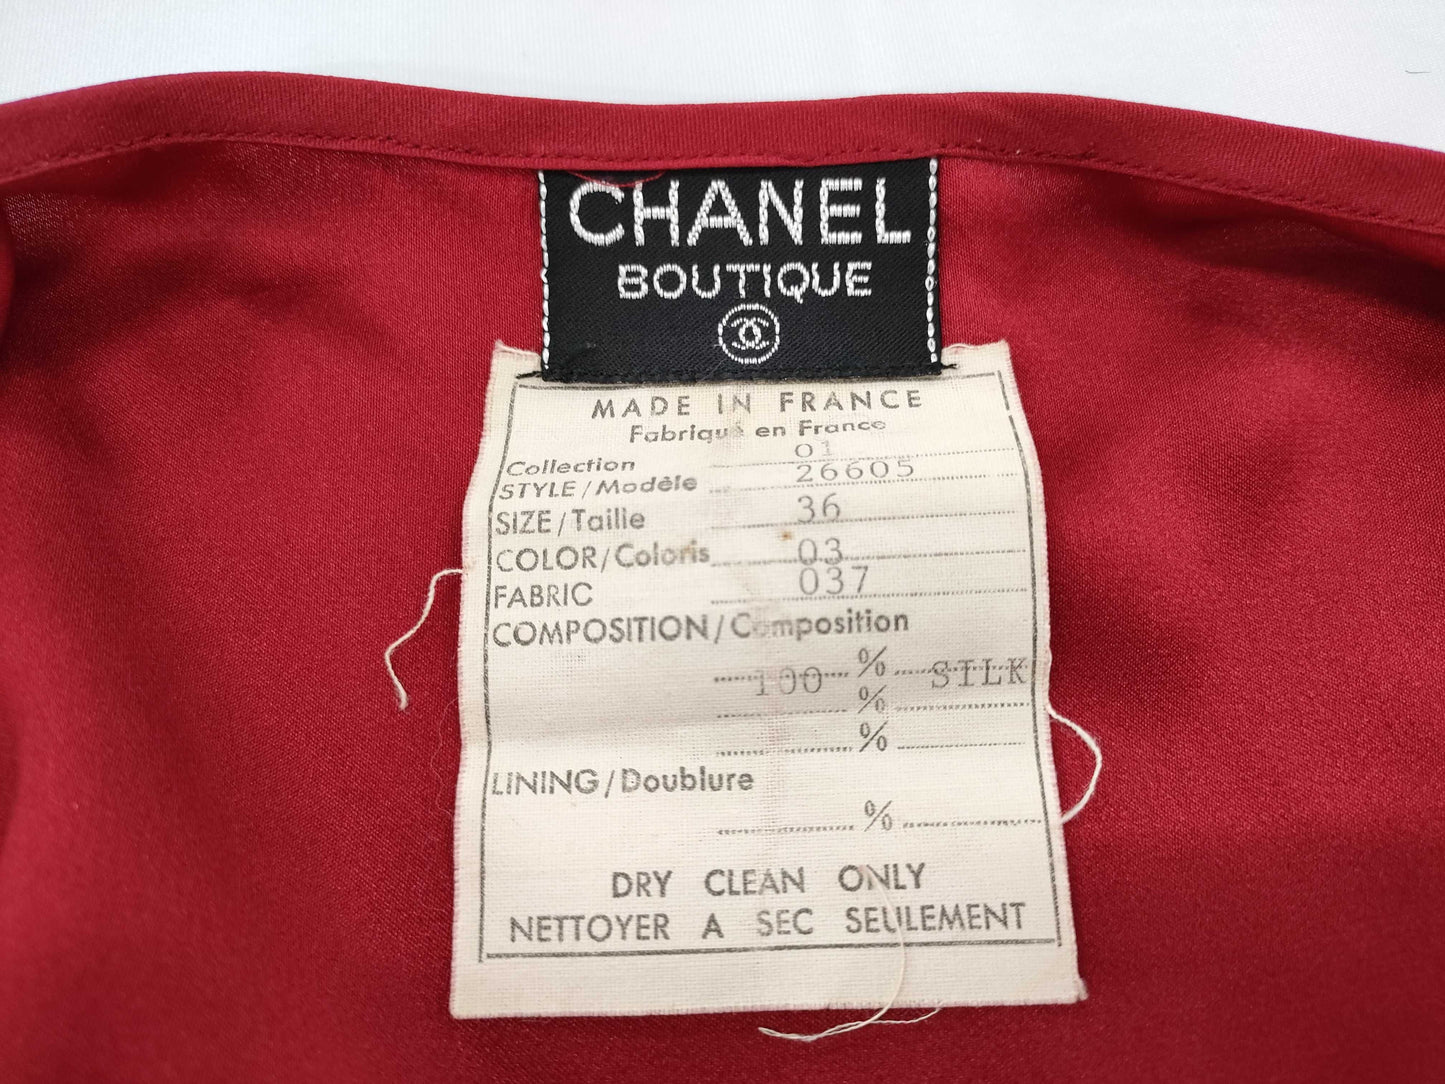 CHANEL
BOUTIQUE
MADE IN FRANCE
Fabriqué en France
Collection 01
STYLE/Modèle 26605
SIZE/Taille 36
COLOR/Coloris 03
FABRIC 037
COMPOSITION/Composition
100 % SILK
%
%
LINING/Doublure
%
DRY CLEAN ONLY
NETTOYER A SEC SEULEMENT